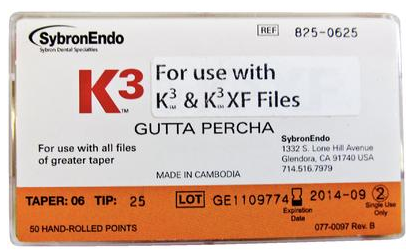 SybronEndo
Sybron Dental Specialties
REF 825-0625
K3™
For use with
K3™ & K3™XF Files
GUTTA PERCHA
For use with all files
of greater taper
SybronEndo
1332 S. Lone Hill Avenue
Glendora, CA 91740 USA
714.516.7979
MADE IN CAMBODIA
TAPER: 06 TIP: 25 LOT GE1109774 2014-09
Expiration
Date
2
Single Use
Only
50 HAND-ROLLED POINTS
077-0097 Rev. B